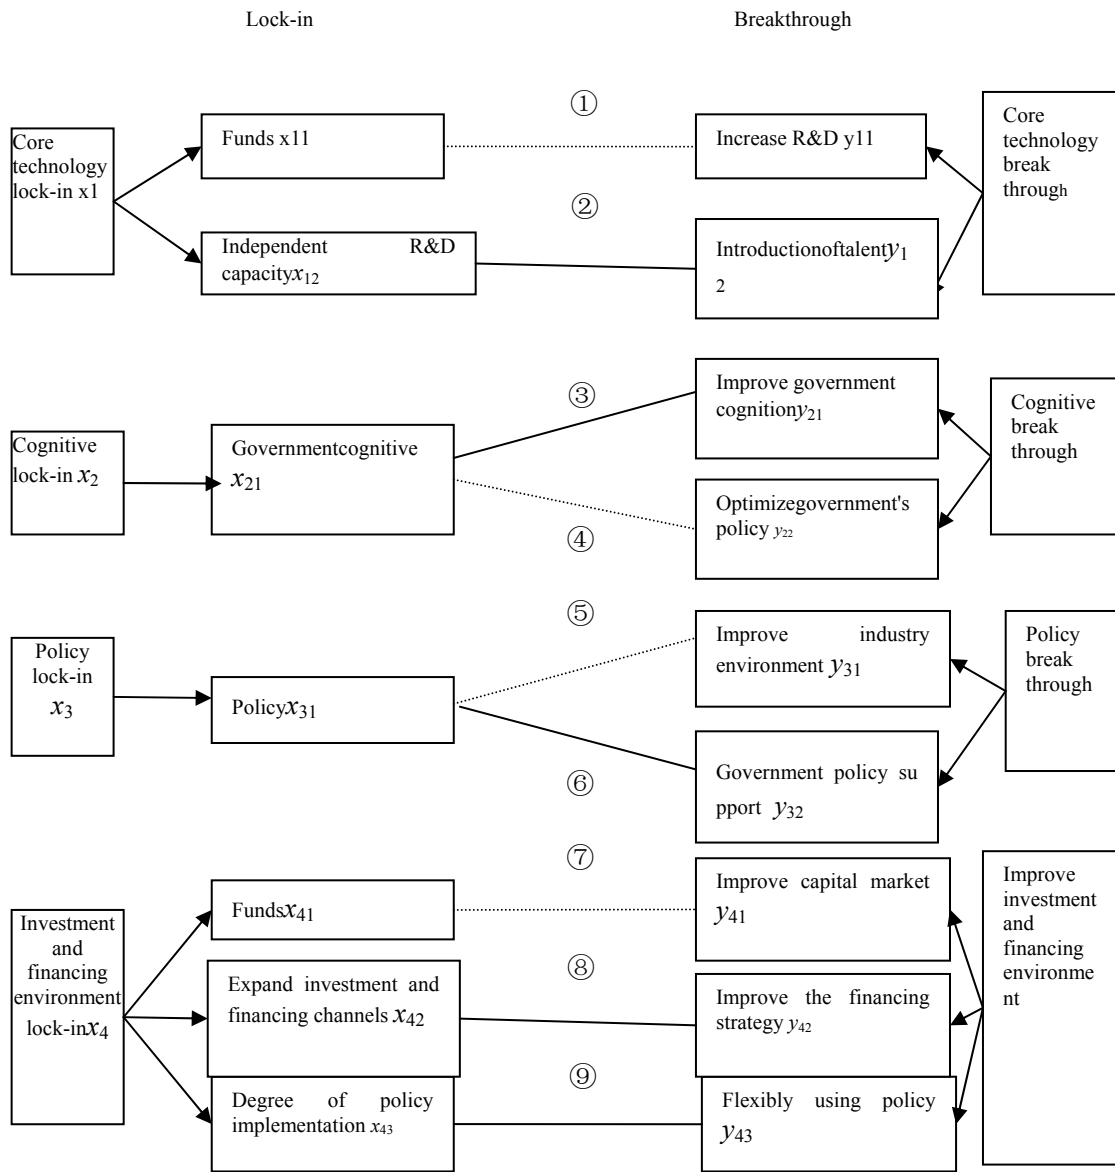 Lock-in
Breakthrough
①
Core
technology
lock-in x1
Funds x11
Increase R&D y11
Core
technology
break
through
②
Independent R&D
capacityx12
Introductionoftalenty1
2
③
Cognitive
lock-in x2
Governmentcognitive
x21
Improve government
cognitiony21
Cognitive
break
through
④
Optimizegovernment's
policy y22
⑤
Policy
lock-in
x3
Policyx31
Improve industry
environment y31
Policy
break
through
⑥
Government policy su
pport y32
⑦
Investment
and
financing
environment
lock-inx4
Fundsx41
Improve capital market
y41
Improve
investment
and
financing
environme
nt
⑧
Expand investment and
financing channels x42
Improve the financing
strategy y42
⑨
Degree of policy
implementation x43
Flexibly using policy
y43